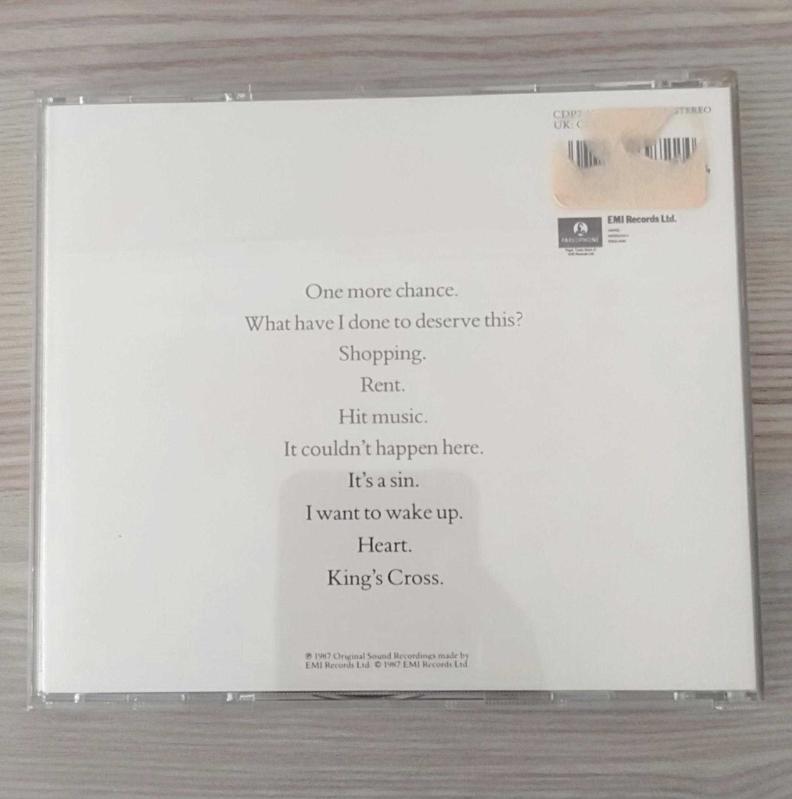 STEREO
UK: C
EMI Records Ltd.
PARLOPHONE
One more chance.
What have I done to deserve this?
Shopping.
Rent.
Hit music.
It couldn't happen here.
It's a sin.
I want to wake up.
Heart.
King's Cross.
℗ 1987 Original Sound Recordings made by
EMI Records Ltd. © 1987 EMI Records Ltd.